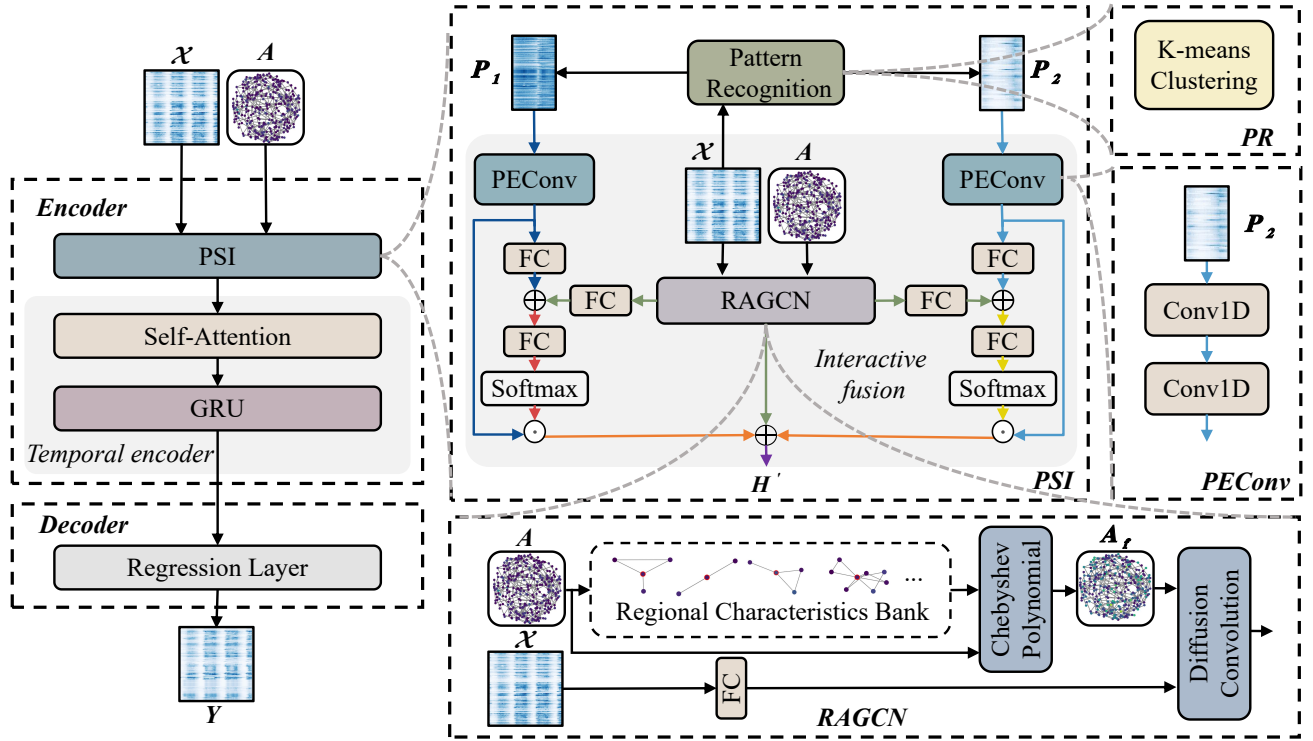 𝒳
A
Encoder
PSI
Self-Attention
GRU
Temporal encoder
Decoder
Regression Layer
Y
P₁
Pattern
Recognition
P₂
PEConv
𝒳
A
PEConv
FC
FC
RAGCN
FC
FC
FC
FC
FC
Softmax
Interactive
fusion
Softmax
H'
PSI
K-means
Clustering
PR
P₂
Conv1D
Conv1D
PEConv
A
...
Regional Characteristics Bank
Chebyshev
Polynomial
A_f
Diffusion
Convolution
𝒳
FC
RAGCN